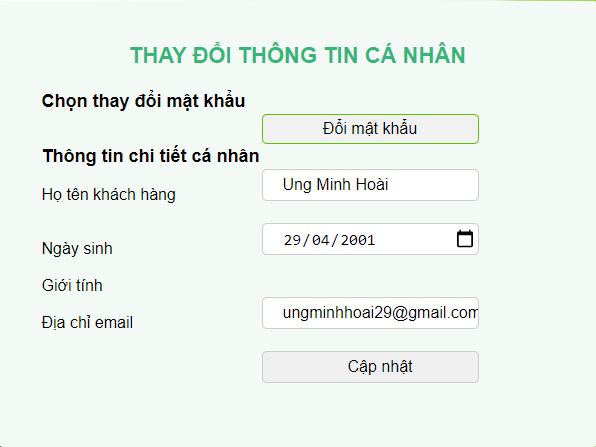 THAY ĐỔI THÔNG TIN CÁ NHÂN
Chọn thay đổi mật khẩu
Đổi mật khẩu
Thông tin chi tiết cá nhân
Họ tên khách hàng
Ung Minh Hoài
Ngày sinh
29/04/2001
Giới tính
Địa chỉ email
ungminhhoai29@gmail.com
Cập nhật